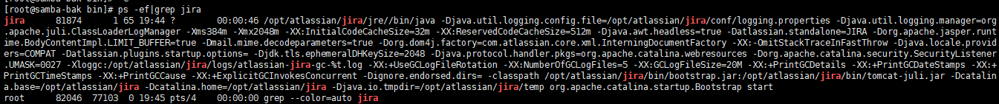 [root@samba-bak bin]# ps -ef|grep jira
jira      81874      1 65 19:44 ?        00:00:46 /opt/atlassian/jira/jre//bin/java -Djava.util.logging.config.file=/opt/atlassian/jira/conf/logging.properties -Djava.util.logging.manager=org
.apache.juli.ClassLoaderLogManager -Xms384m -Xmx2048m -XX:InitialCodeCacheSize=32m -XX:ReservedCodeCacheSize=512m -Djava.awt.headless=true -Datlassian.standalone=JIRA -Dorg.apache.jasper.runt
ime.BodyContentImpl.LIMIT_BUFFER=true -Dmail.mime.decodeparameters=true -Dorg.dom4j.factory=com.atlassian.core.xml.InterningDocumentFactory -XX:-OmitStackTraceInFastThrow -Djava.locale.provid
ers=COMPAT -Datlassian.plugins.startup.options= -Djdk.tls.ephemeralDHKeySize=2048 -Djava.protocol.handler.pkgs=org.apache.catalina.webresources -Dorg.apache.catalina.security.SecurityListener
.UMASK=0027 -Xloggc:/opt/atlassian/jira/logs/atlassian-jira-gc-%t.log -XX:+UseGCLogFileRotation -XX:NumberOfGCLogFiles=5 -XX:GCLogFileSize=20M -XX:+PrintGCDetails -XX:+PrintGCDateStamps -XX:+
PrintGCTimeStamps -XX:+PrintGCCause -XX:+ExplicitGCInvokesConcurrent -Dignore.endorsed.dirs= -classpath /opt/atlassian/jira/bin/bootstrap.jar:/opt/atlassian/jira/bin/tomcat-juli.jar -Dcatalin
a.base=/opt/atlassian/jira -Dcatalina.home=/opt/atlassian/jira -Djava.io.tmpdir=/opt/atlassian/jira/temp org.apache.catalina.startup.Bootstrap start
root      82046  77103  0 19:45 pts/4    00:00:00 grep --color=auto jira